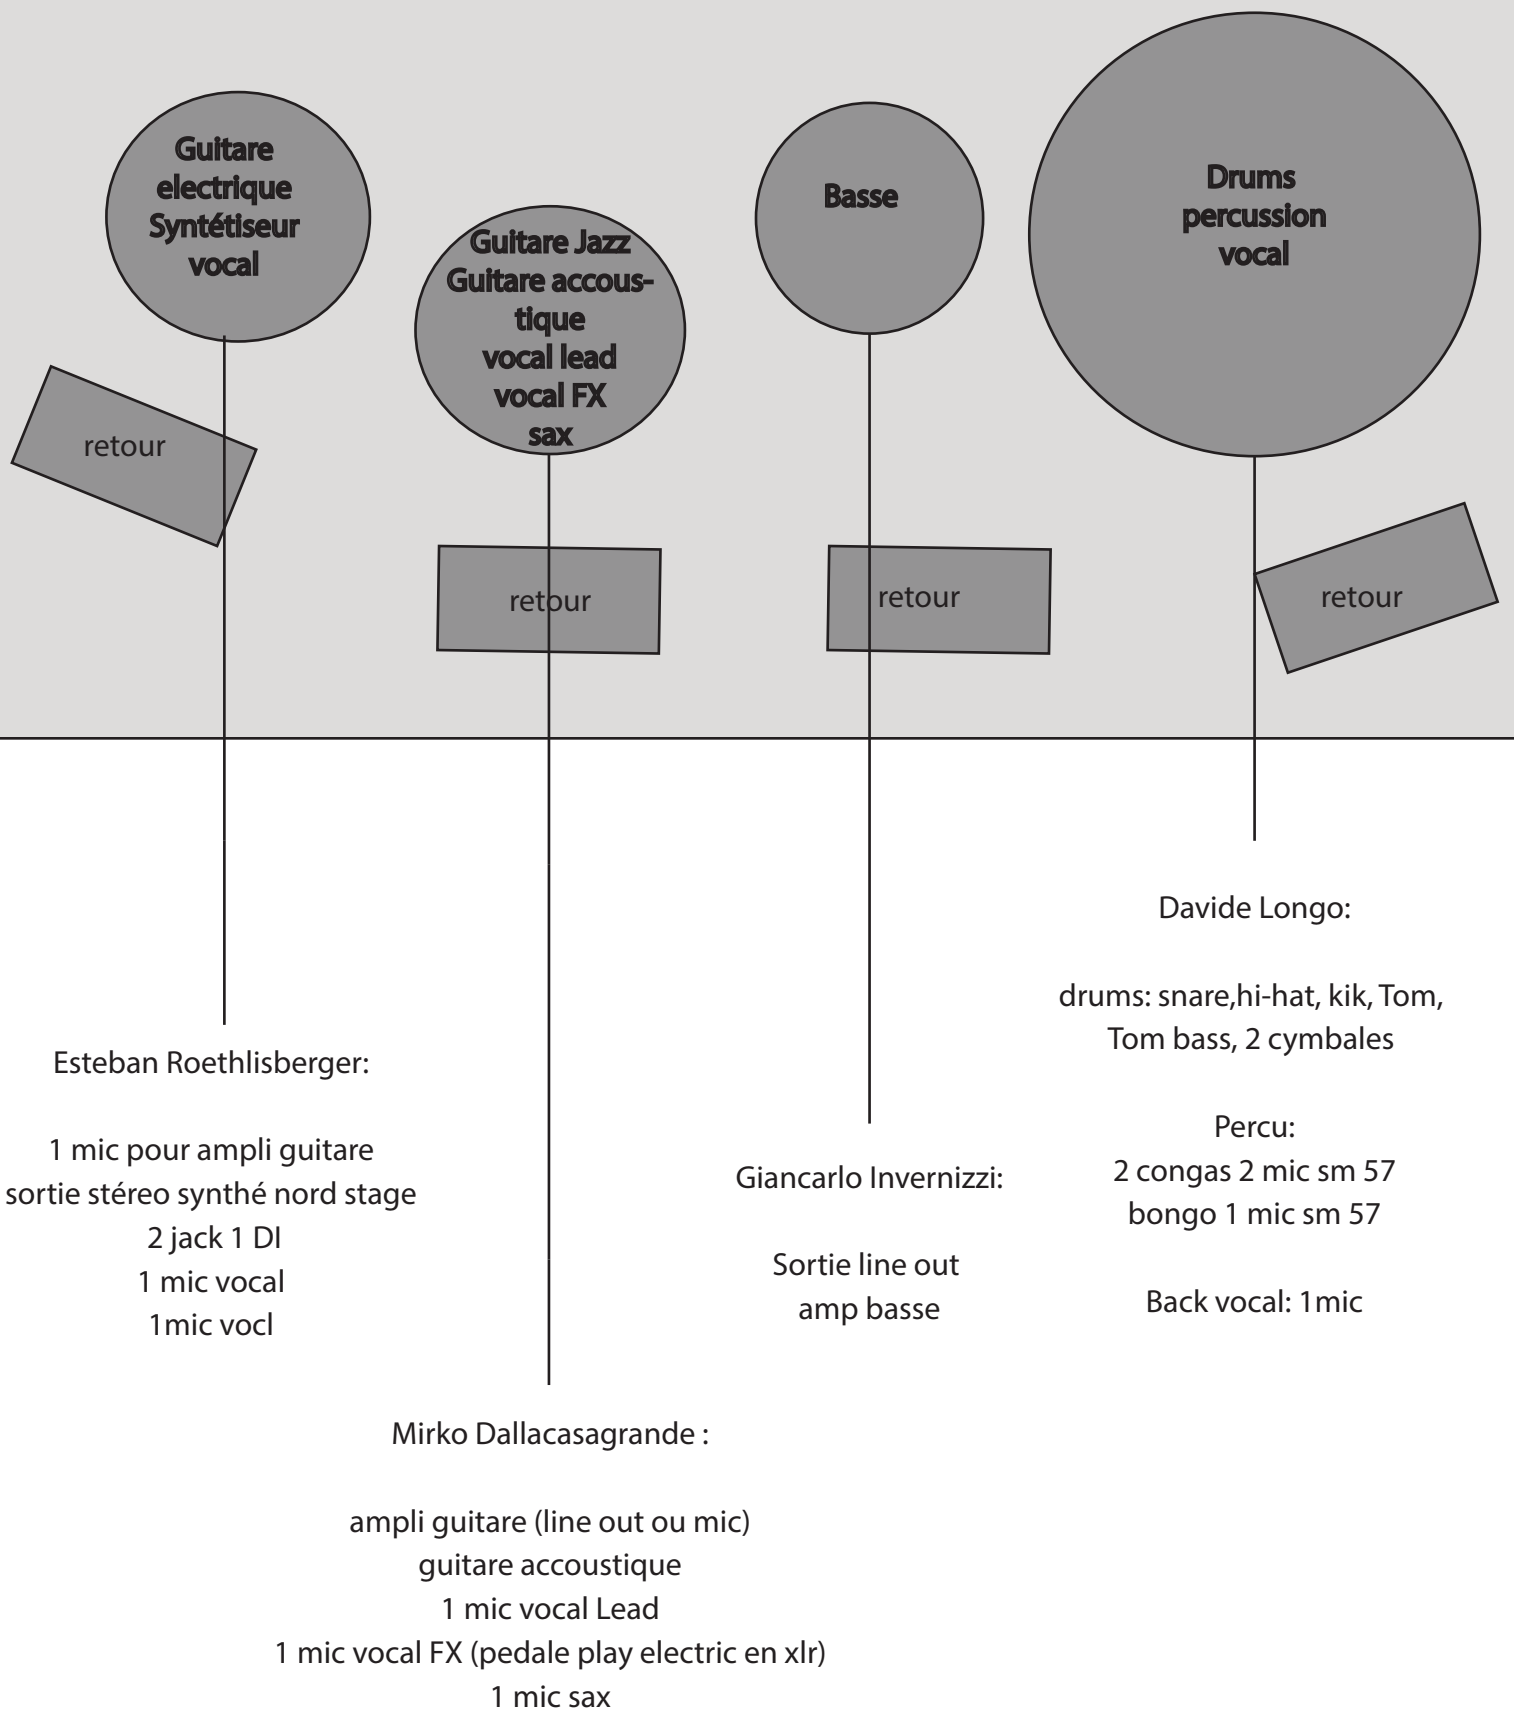 Guitare
electrique
Syntétiseur
vocal
Guitare Jazz
Guitare accous-
tique
vocal lead
vocal FX
sax
Basse
Drums
percussion
vocal
retour
retour
retour
retour
Esteban Roethlisberger:
1 mic pour ampli guitare
sortie stéreo synthé nord stage
2 jack 1 DI
1 mic vocal
1mic vocl
Mirko Dallacasagrande :
ampli guitare (line out ou mic)
guitare accoustique
1 mic vocal Lead
1 mic vocal FX (pedale play electric en xlr)
1 mic sax
Giancarlo Invernizzi:
Sortie line out
amp basse
Davide Longo:
drums: snare,hi-hat, kik, Tom,
Tom bass, 2 cymbales
Percu:
2 congas 2 mic sm 57
bongo 1 mic sm 57
Back vocal: 1mic